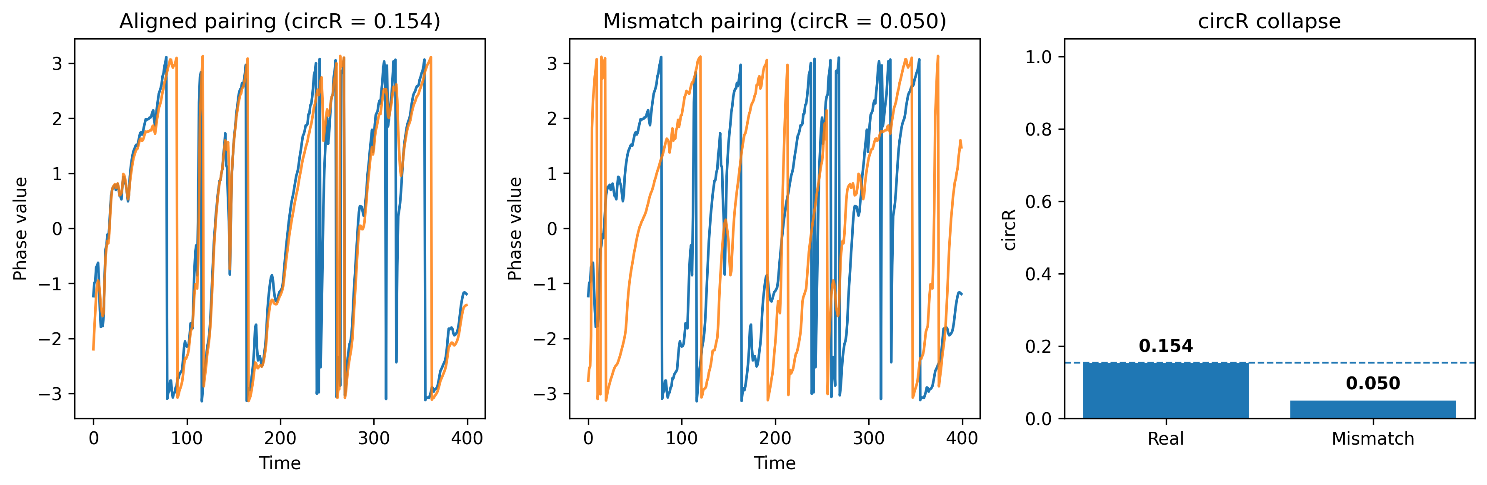 Aligned pairing (circR = 0.154)
Phase value
3
2
1
0
−1
−2
−3
0 100 200 300 400
Time
Mismatch pairing (circR = 0.050)
Phase value
3
2
1
0
−1
−2
−3
0 100 200 300 400
Time
circR collapse
circR
1.0
0.8
0.6
0.4
0.2
0.0
0.154
0.050
Real Mismatch